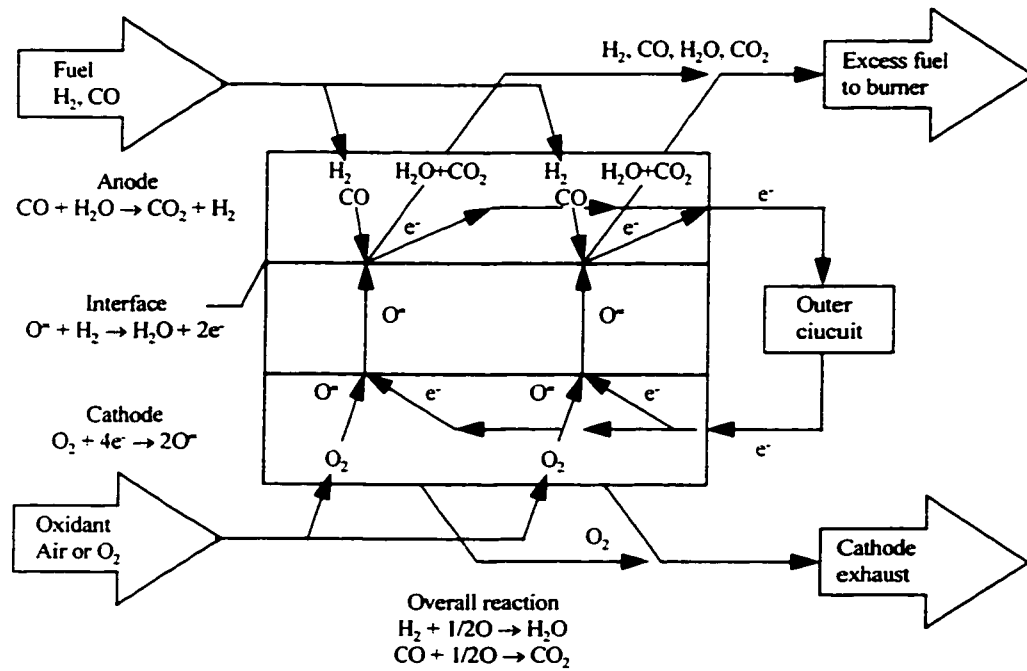 H₂, CO, H₂O, CO₂
Fuel
H₂, CO
Excess fuel
to burner
H₂
CO
H₂O+CO₂
H₂
CO
H₂O+CO₂
Anode
CO + H₂O → CO₂ + H₂
e⁻
e⁻
e⁻
Interface
O⁼ + H₂ → H₂O + 2e⁻
O⁼
O⁼
Outer
ciucuit
Cathode
O₂ + 4e⁻ → 2O⁼
O⁼
e⁻
O⁼
e⁻
e⁻
O₂
O₂
Oxidant
Air or O₂
O₂
Cathode
exhaust
Overall reaction
H₂ + 1/2O → H₂O
CO + 1/2O → CO₂